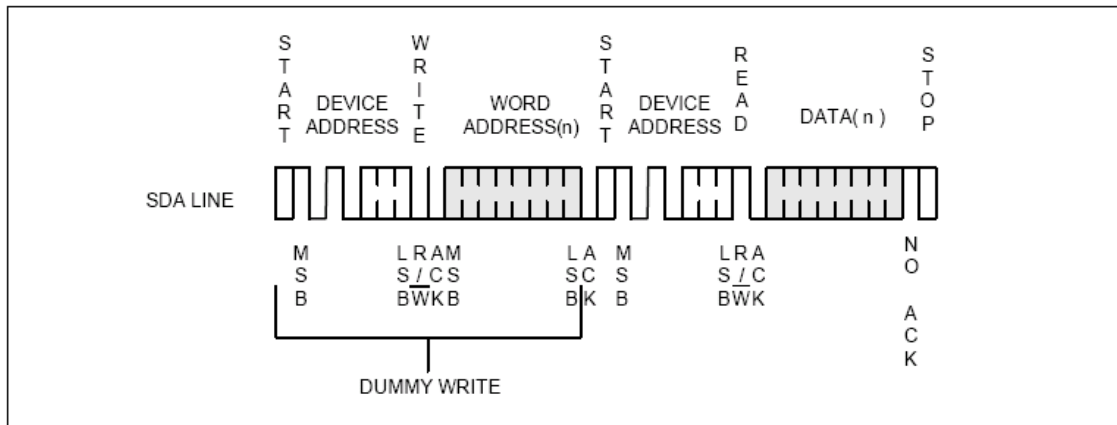 START
WRITE
START
READ
STOP
DEVICE
ADDRESS
WORD
ADDRESS(n)
DEVICE
ADDRESS
DATA( n )
SDA LINE
MSB
LSB
R/W
ACK
MSB
LSB
ACK
MSB
LSB
R/W
ACK
NO ACK
DUMMY WRITE